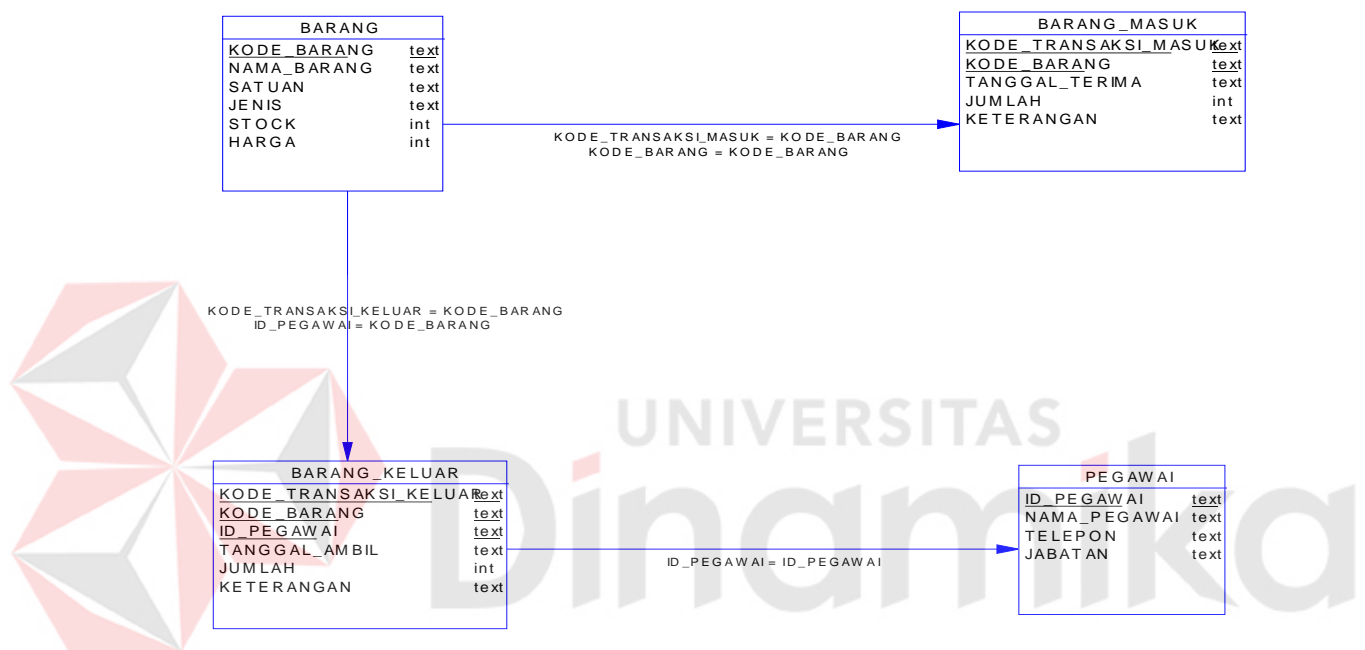 BARANG
KODE_BARANG text
NAMA_BARANG text
SATUAN text
JENIS text
STOCK int
HARGA int
BARANG_MASUK
KODE_TRANSAKSI_MASUK text
KODE_BARANG text
TANGGAL_TERIMA text
JUMLAH int
KETERANGAN text
KODE_TRANSAKSI_MASUK = KODE_BARANG
KODE_BARANG = KODE_BARANG
KODE_TRANSAKSI_KELUAR = KODE_BARANG
ID_PEGAWAI = KODE_BARANG
UNIVERSITAS
Dinamika
BARANG_KELUAR
KODE_TRANSAKSI_KELUAR text
KODE_BARANG text
ID_PEGAWAI text
TANGGAL_AMBIL text
JUMLAH int
KETERANGAN text
ID_PEGAWAI = ID_PEGAWAI
PEGAWAI
ID_PEGAWAI text
NAMA_PEGAWAI text
TELEPON text
JABATAN text